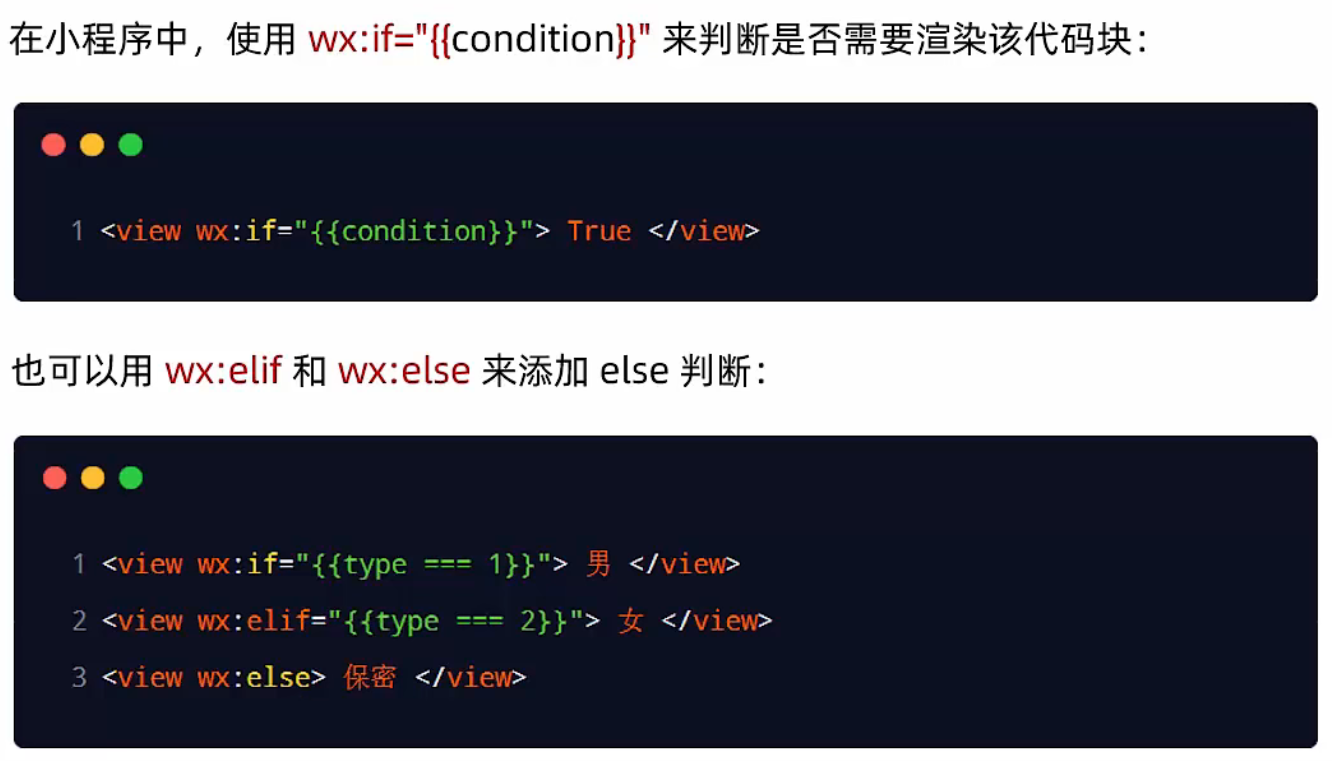 在小程序中，使用 wx:if="{{condition}}" 来判断是否需要渲染该代码块：
1 <view wx:if="{{condition}}"> True </view>
也可以用 wx:elif 和 wx:else 来添加 else 判断：
1 <view wx:if="{{type === 1}}"> 男 </view>
2 <view wx:elif="{{type === 2}}"> 女 </view>
3 <view wx:else> 保密 </view>